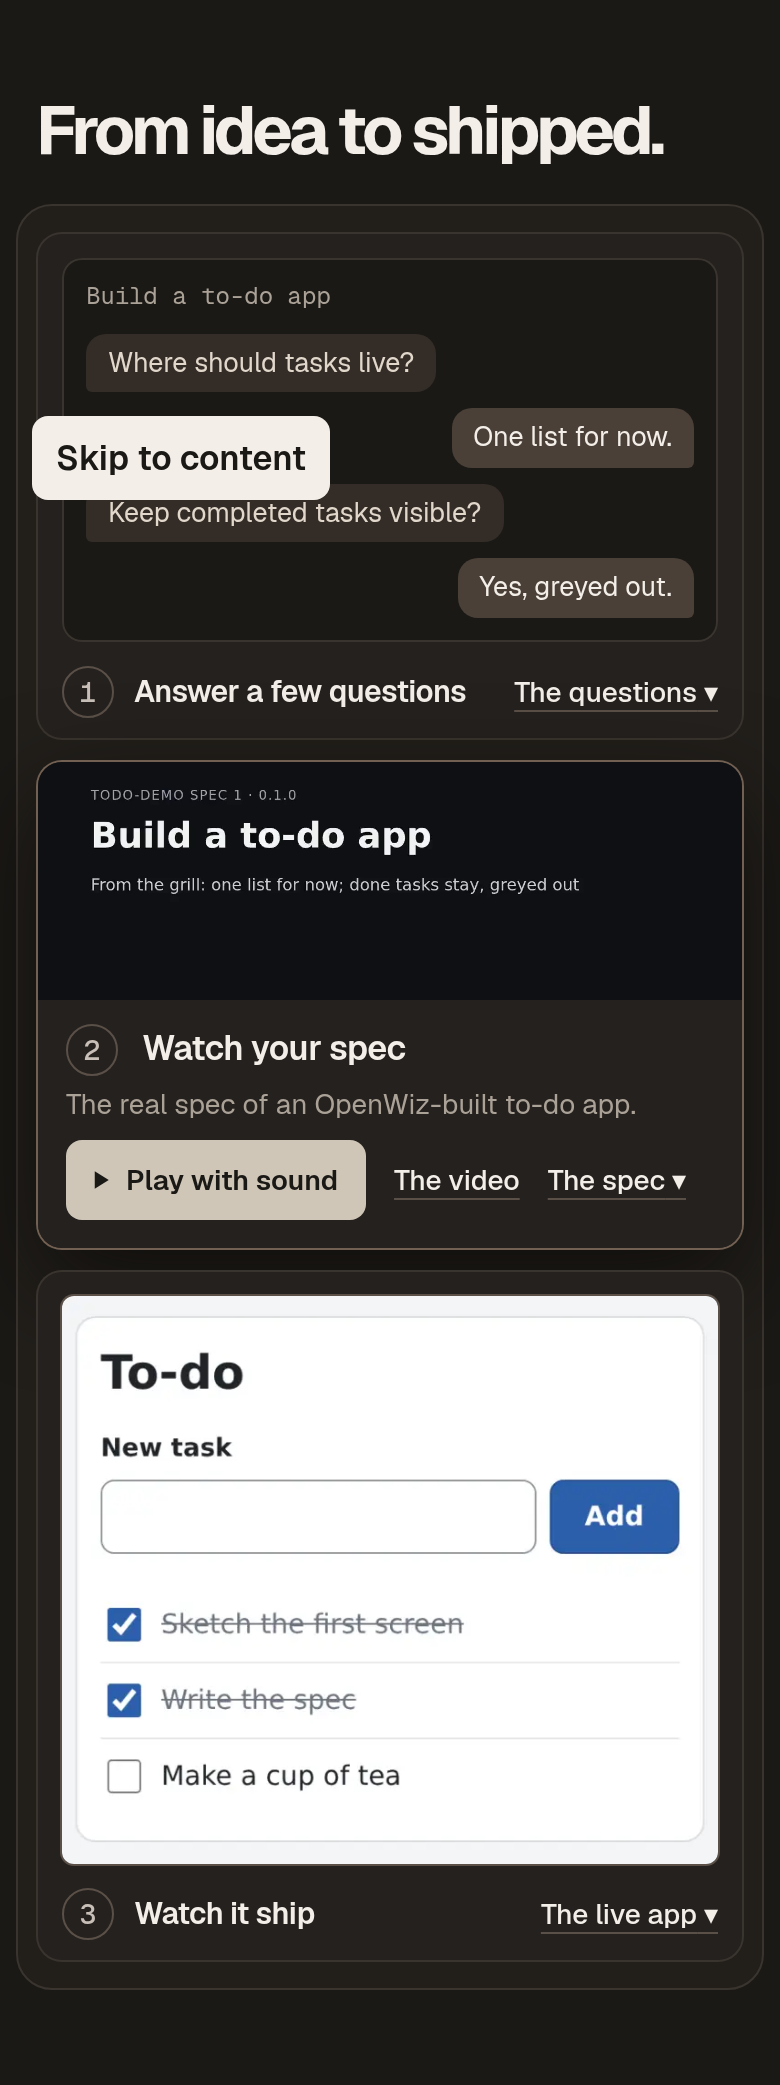 From idea to shipped.
Build a to-do app
Where should tasks live?
One list for now.
Skip to content
Keep completed tasks visible?
Yes, greyed out.
1 Answer a few questions The questions ▾
TODO-DEMO SPEC 1 · 0.1.0
Build a to-do app
From the grill: one list for now; done tasks stay, greyed out
2 Watch your spec
The real spec of an OpenWiz-built to-do app.
▶ Play with sound The video The spec ▾
To-do
New task
Add
Sketch the first screen
Write the spec
Make a cup of tea
3 Watch it ship The live app ▾